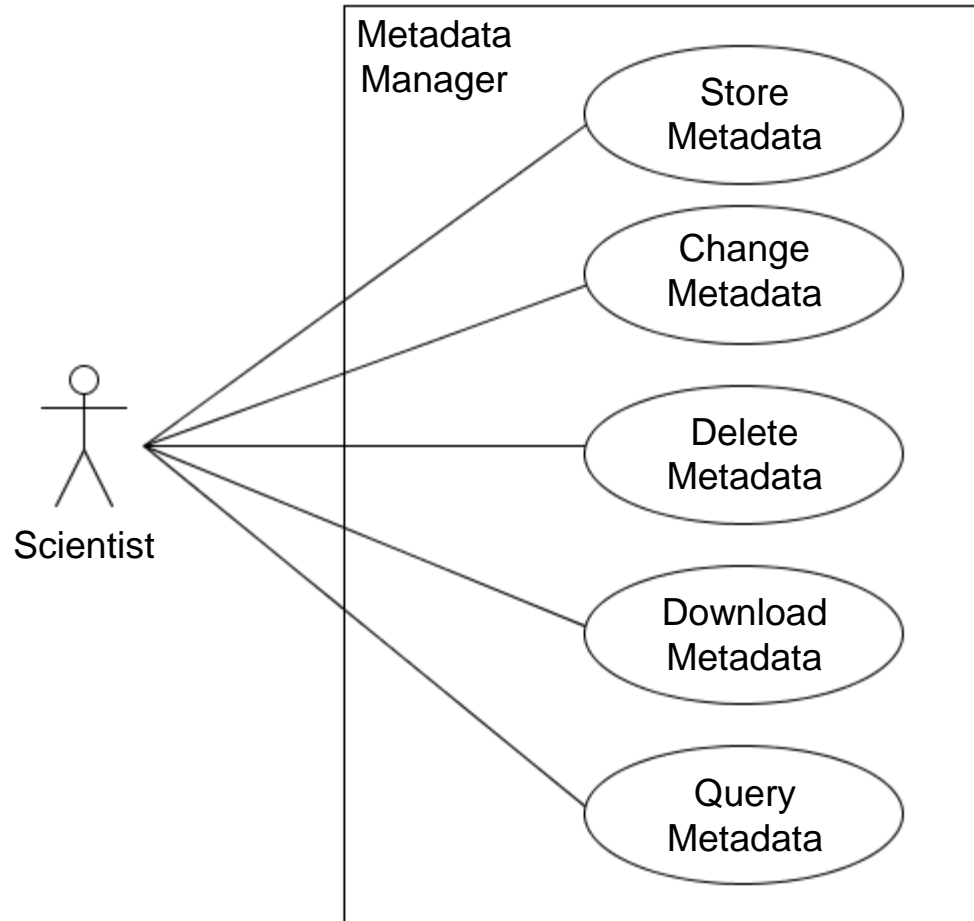 Metadata
Manager
Store
Metadata
Change
Metadata
Delete
Metadata
Scientist
Download
Metadata
Query
Metadata